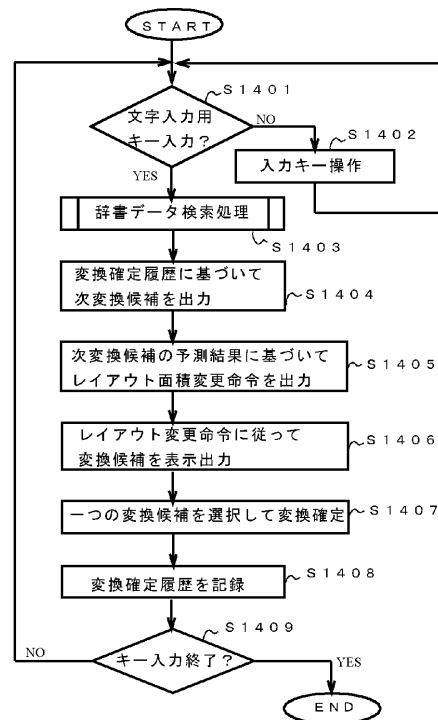 ＳＴＡＲＴ
Ｓ１４０１
文字入力用
キー入力？
NO
Ｓ１４０２
入力キー操作
YES
辞書データ検索処理
Ｓ１４０３
変換確定履歴に基づいて
次変換候補を出力
Ｓ１４０４
次変換候補の予測結果に基づいて
レイアウト面積変更命令を出力
Ｓ１４０５
レイアウト変更命令に従って
変換候補を表示出力
Ｓ１４０６
一つの変換候補を選択して変換確定
Ｓ１４０７
変換確定履歴を記録
Ｓ１４０８
Ｓ１４０９
NO
キー入力終了？
YES
ＥＮＤ